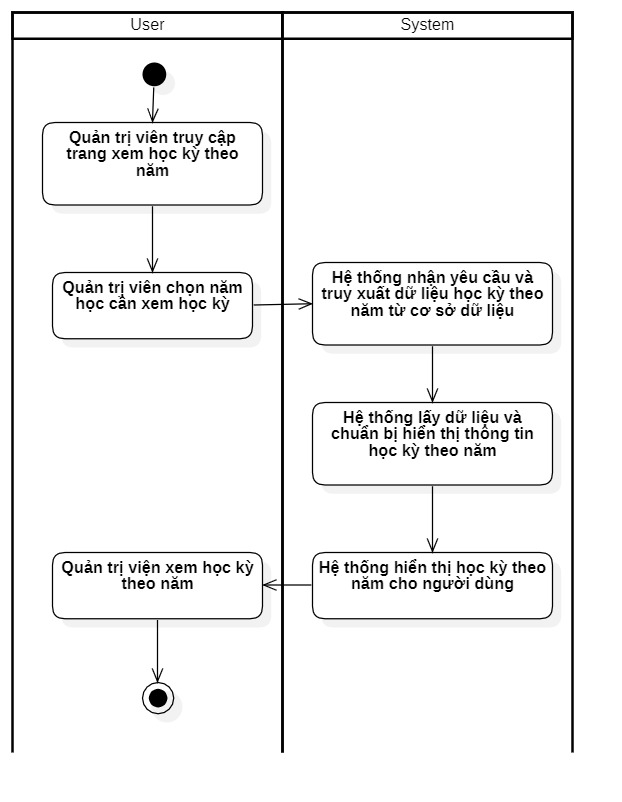 User
System
Quản trị viên truy cập
trang xem học kỳ theo
năm
Quản trị viên chọn năm
học cần xem học kỳ
Hệ thống nhận yêu cầu và
truy xuất dữ liệu học kỳ theo
năm từ cơ sở dữ liệu
Hệ thống lấy dữ liệu và
chuẩn bị hiển thị thông tin
học kỳ theo năm
Hệ thống hiển thị học kỳ theo
năm cho người dùng
Quản trị viện xem học kỳ
theo năm